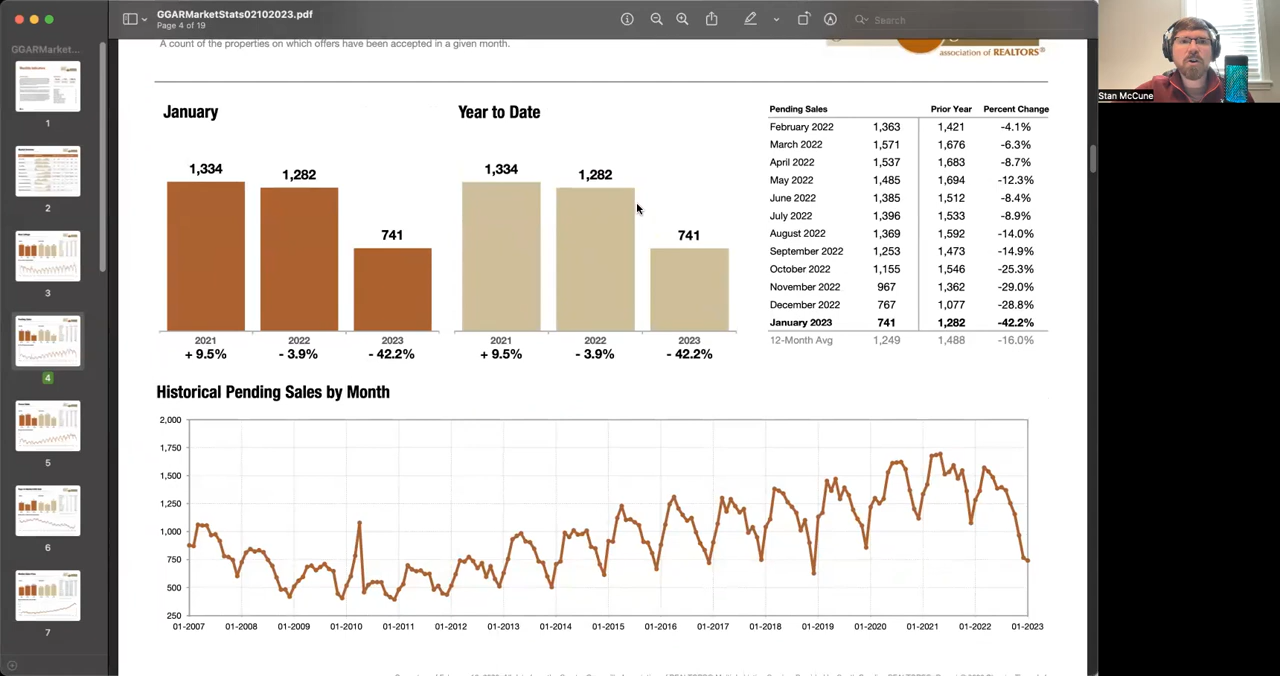 GGARMarketStats02102023.pdf
Page 4 of 19
Search
Stan McCune
GGARMarket...
1
2
3
4
5
6
7
A count of the properties on which offers have been accepted in a given month.
association of REALTORS®
January
1,334
1,282
741
2021
2022
2023
+ 9.5%
- 3.9%
- 42.2%
Year to Date
1,334
1,282
741
2021
2022
2023
+ 9.5%
- 3.9%
- 42.2%
Pending Sales Prior Year Percent Change
February 2022 1,363 1,421 -4.1%
March 2022 1,571 1,676 -6.3%
April 2022 1,537 1,683 -8.7%
May 2022 1,485 1,694 -12.3%
June 2022 1,385 1,512 -8.4%
July 2022 1,396 1,533 -8.9%
August 2022 1,369 1,592 -14.0%
September 2022 1,253 1,473 -14.9%
October 2022 1,155 1,546 -25.3%
November 2022 967 1,362 -29.0%
December 2022 767 1,077 -28.8%
January 2023 741 1,282 -42.2%
12-Month Avg 1,249 1,488 -16.0%
Historical Pending Sales by Month
2,000
1,750
1,500
1,250
1,000
750
500
250
01-2007 01-2008 01-2009 01-2010 01-2011 01-2012 01-2013 01-2014 01-2015 01-2016 01-2017 01-2018 01-2019 01-2020 01-2021 01-2022 01-2023